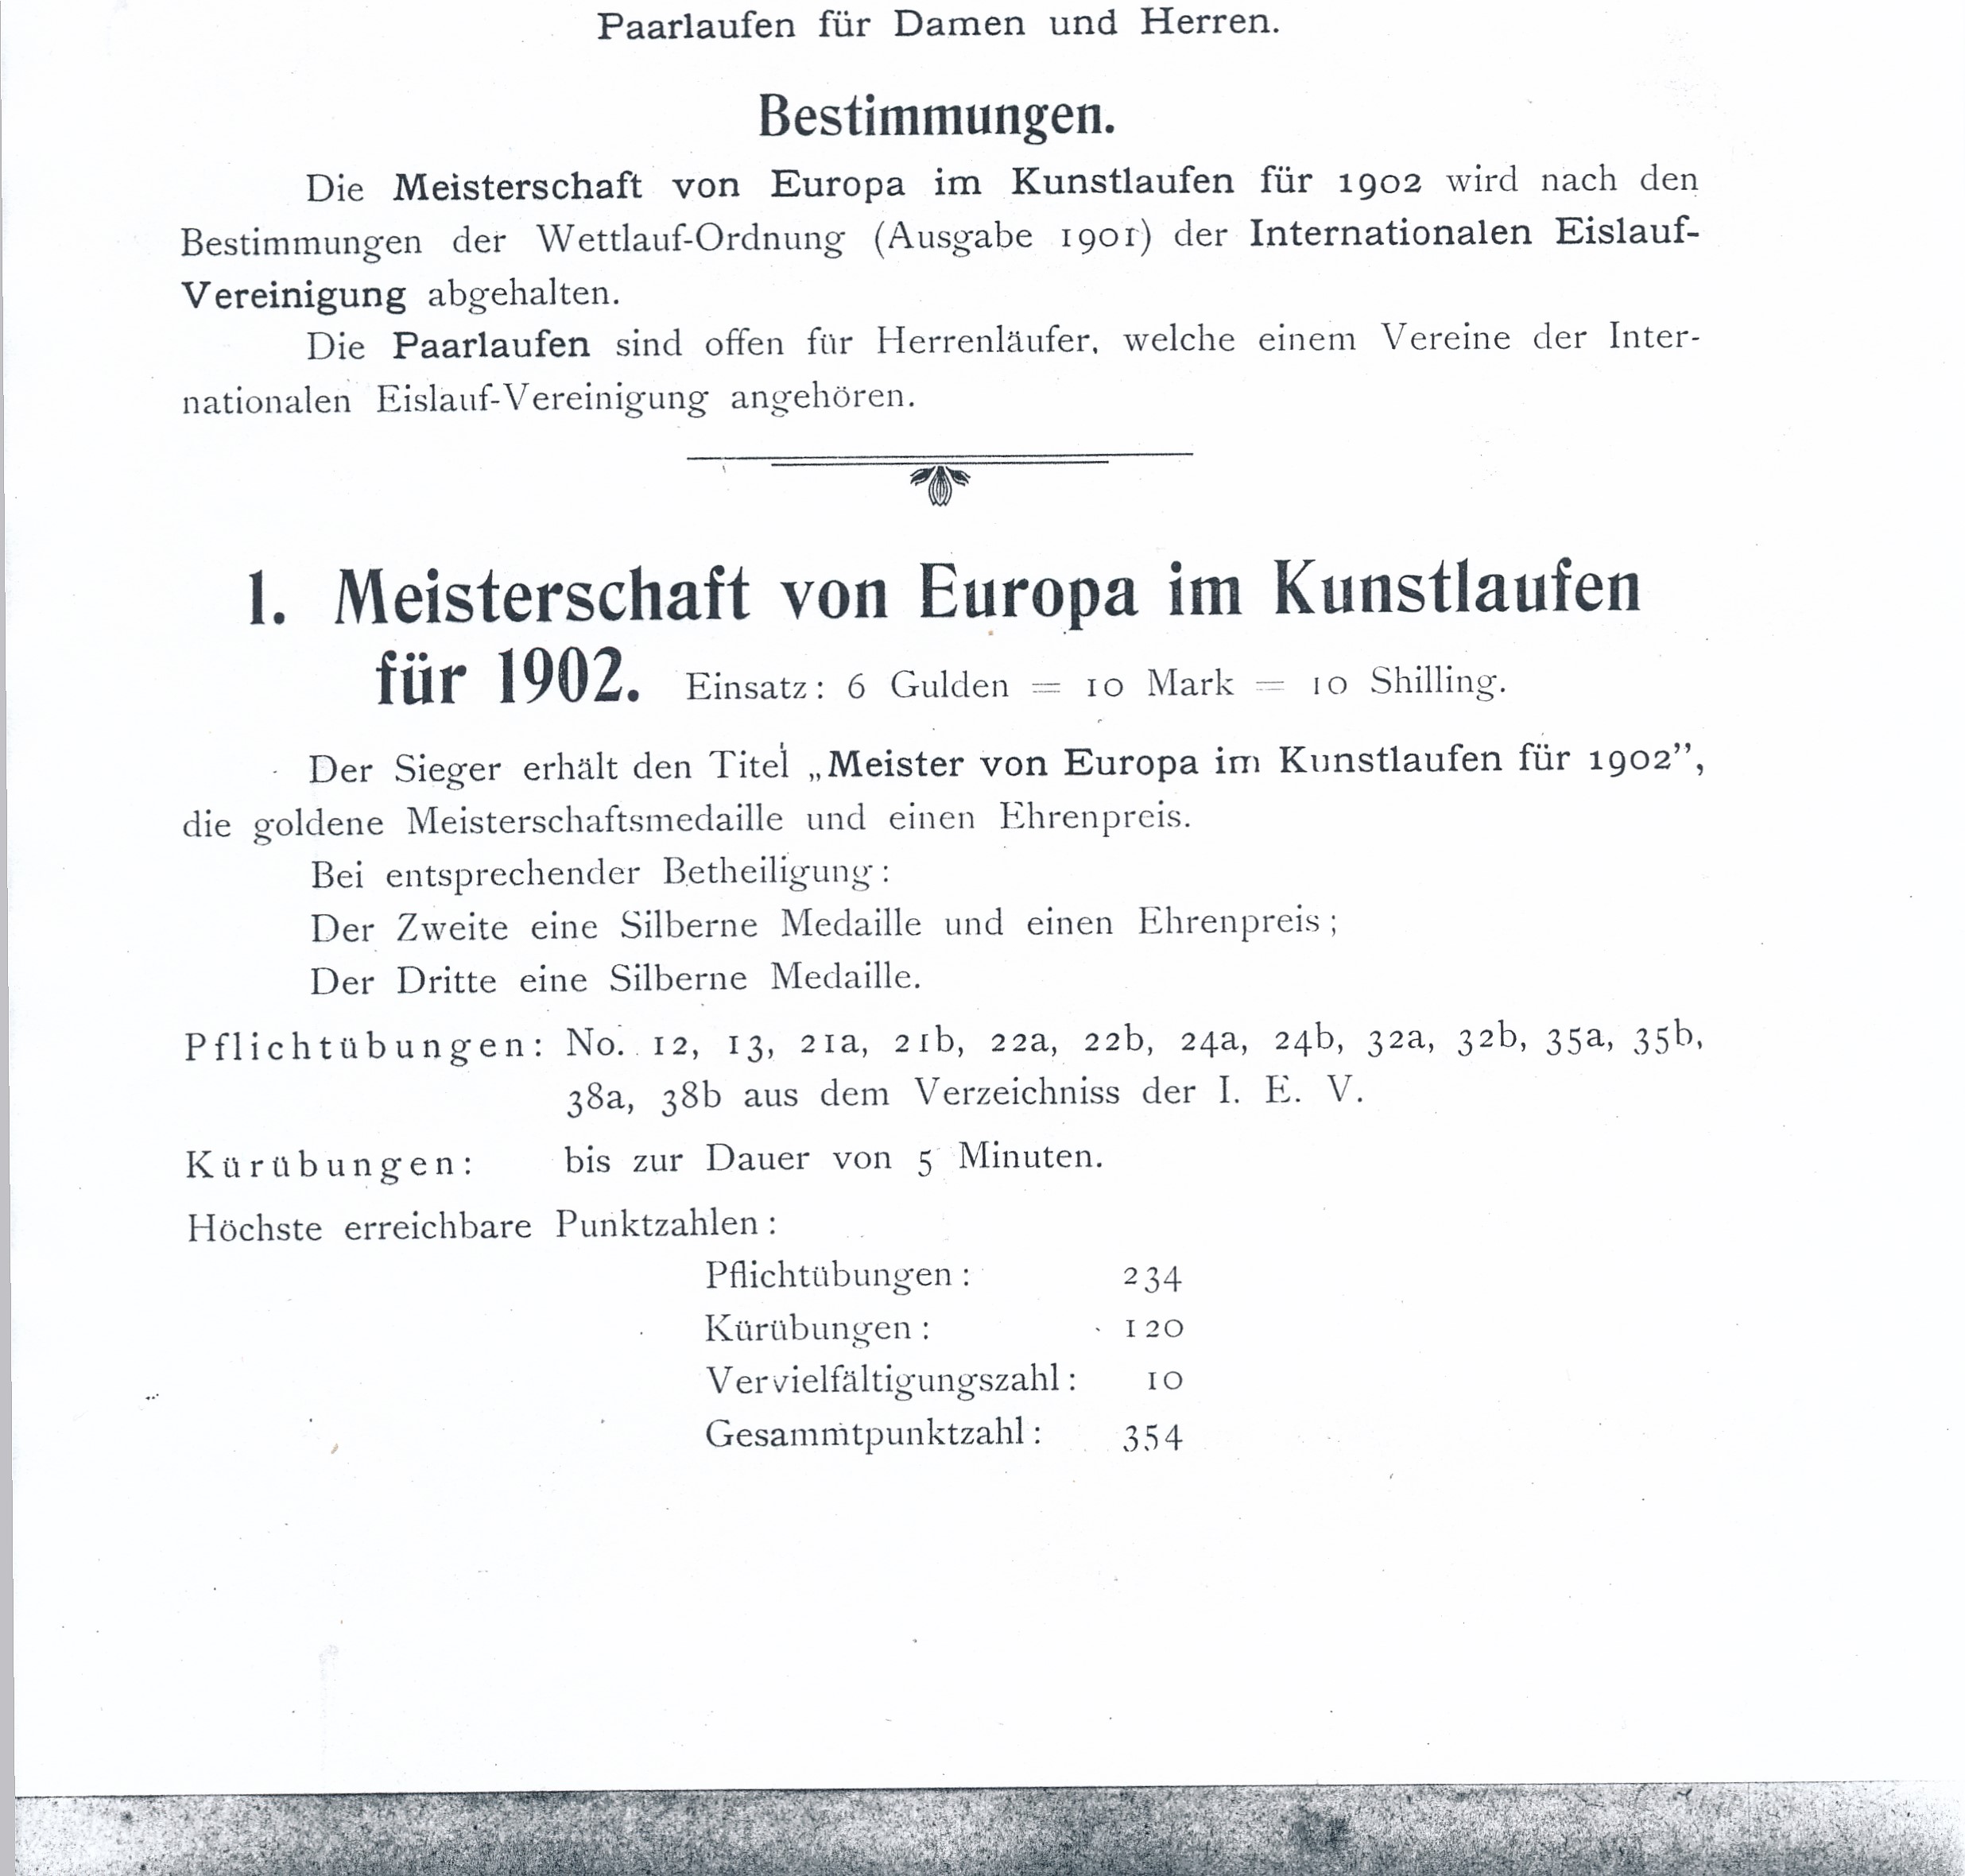 Paarlaufen für Damen und Herren.
Bestimmungen.
Die Meisterschaft von Europa im Kunstlaufen für 1902 wird nach den
Bestimmungen der Wettlauf-Ordnung (Ausgabe 1901) der Internationalen Eislauf-
Vereinigung abgehalten.
Die Paarlaufen sind offen für Herrenläufer, welche einem Vereine der Inter-
nationalen Eislauf-Vereinigung angehören.
1. Meisterschaft von Europa im Kunstlaufen
für 1902. Einsatz: 6 Gulden = 10 Mark = 10 Shilling.
Der Sieger erhält den Titel „Meister von Europa im Kunstlaufen für 1902”,
die goldene Meisterschaftsmedaille und einen Ehrenpreis.
Bei entsprechender Betheiligung:
Der Zweite eine Silberne Medaille und einen Ehrenpreis;
Der Dritte eine Silberne Medaille.
Pflichtübungen: No. 12, 13, 21a, 21b, 22a, 22b, 24a, 24b, 32a, 32b, 35a, 35b,
38a, 38b aus dem Verzeichniss der I. E. V.
Kürübungen: bis zur Dauer von 5 Minuten.
Höchste erreichbare Punktzahlen:
Pflichtübungen: 234
Kürübungen: 120
Vervielfältigungszahl: 10
Gesammtpunktzahl: 354